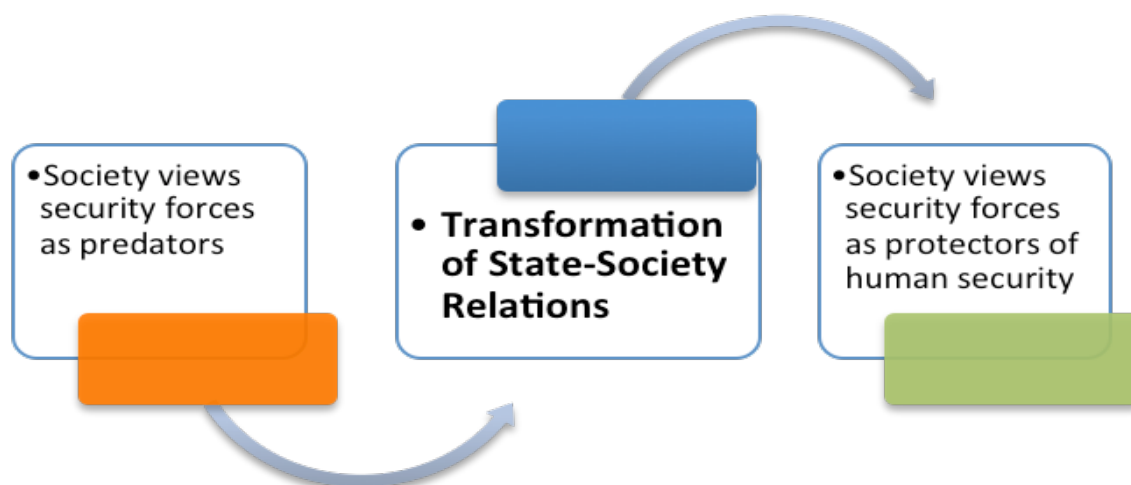 •Society views
security forces
as predators
• Transformation
of State-Society
Relations
•Society views
security forces
as protectors of
human security